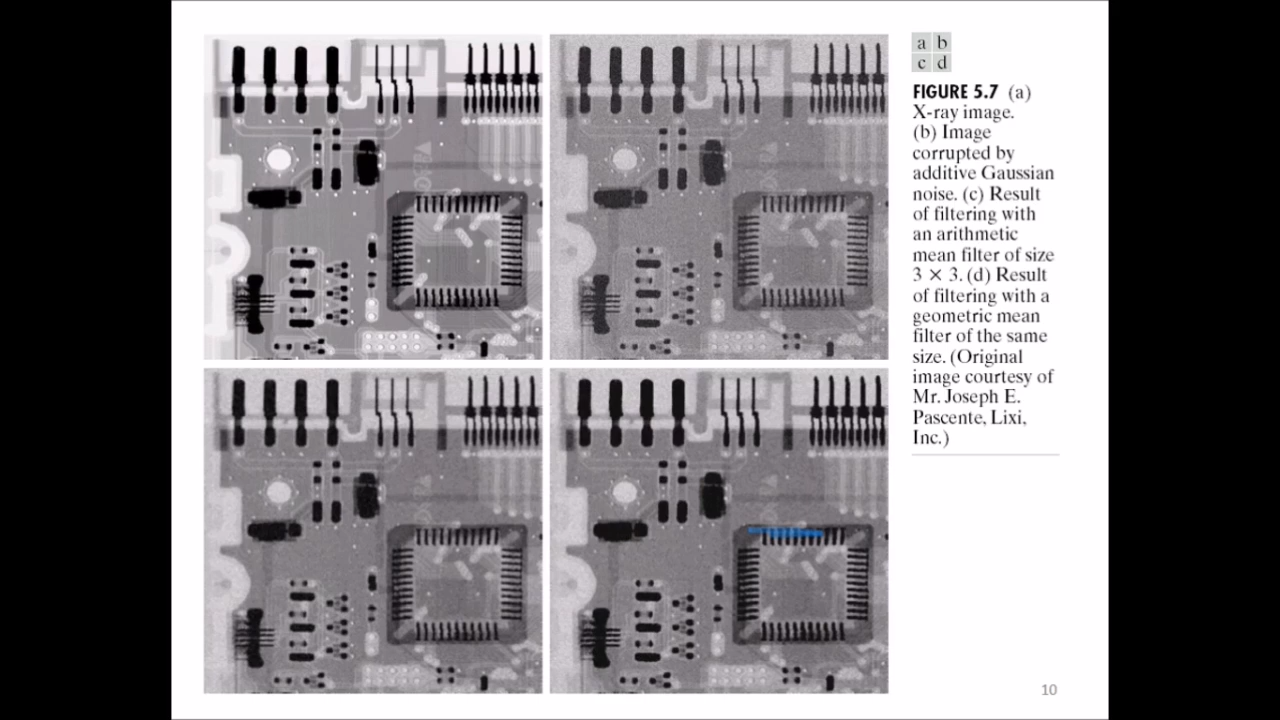 a b
c d
FIGURE 5.7 (a)
X-ray image.
(b) Image
corrupted by
additive Gaussian
noise. (c) Result
of filtering with
an arithmetic
mean filter of size
3 × 3. (d) Result
of filtering with a
geometric mean
filter of the same
size. (Original
image courtesy of
Mr. Joseph E.
Pascente, Lixi,
Inc.)
10